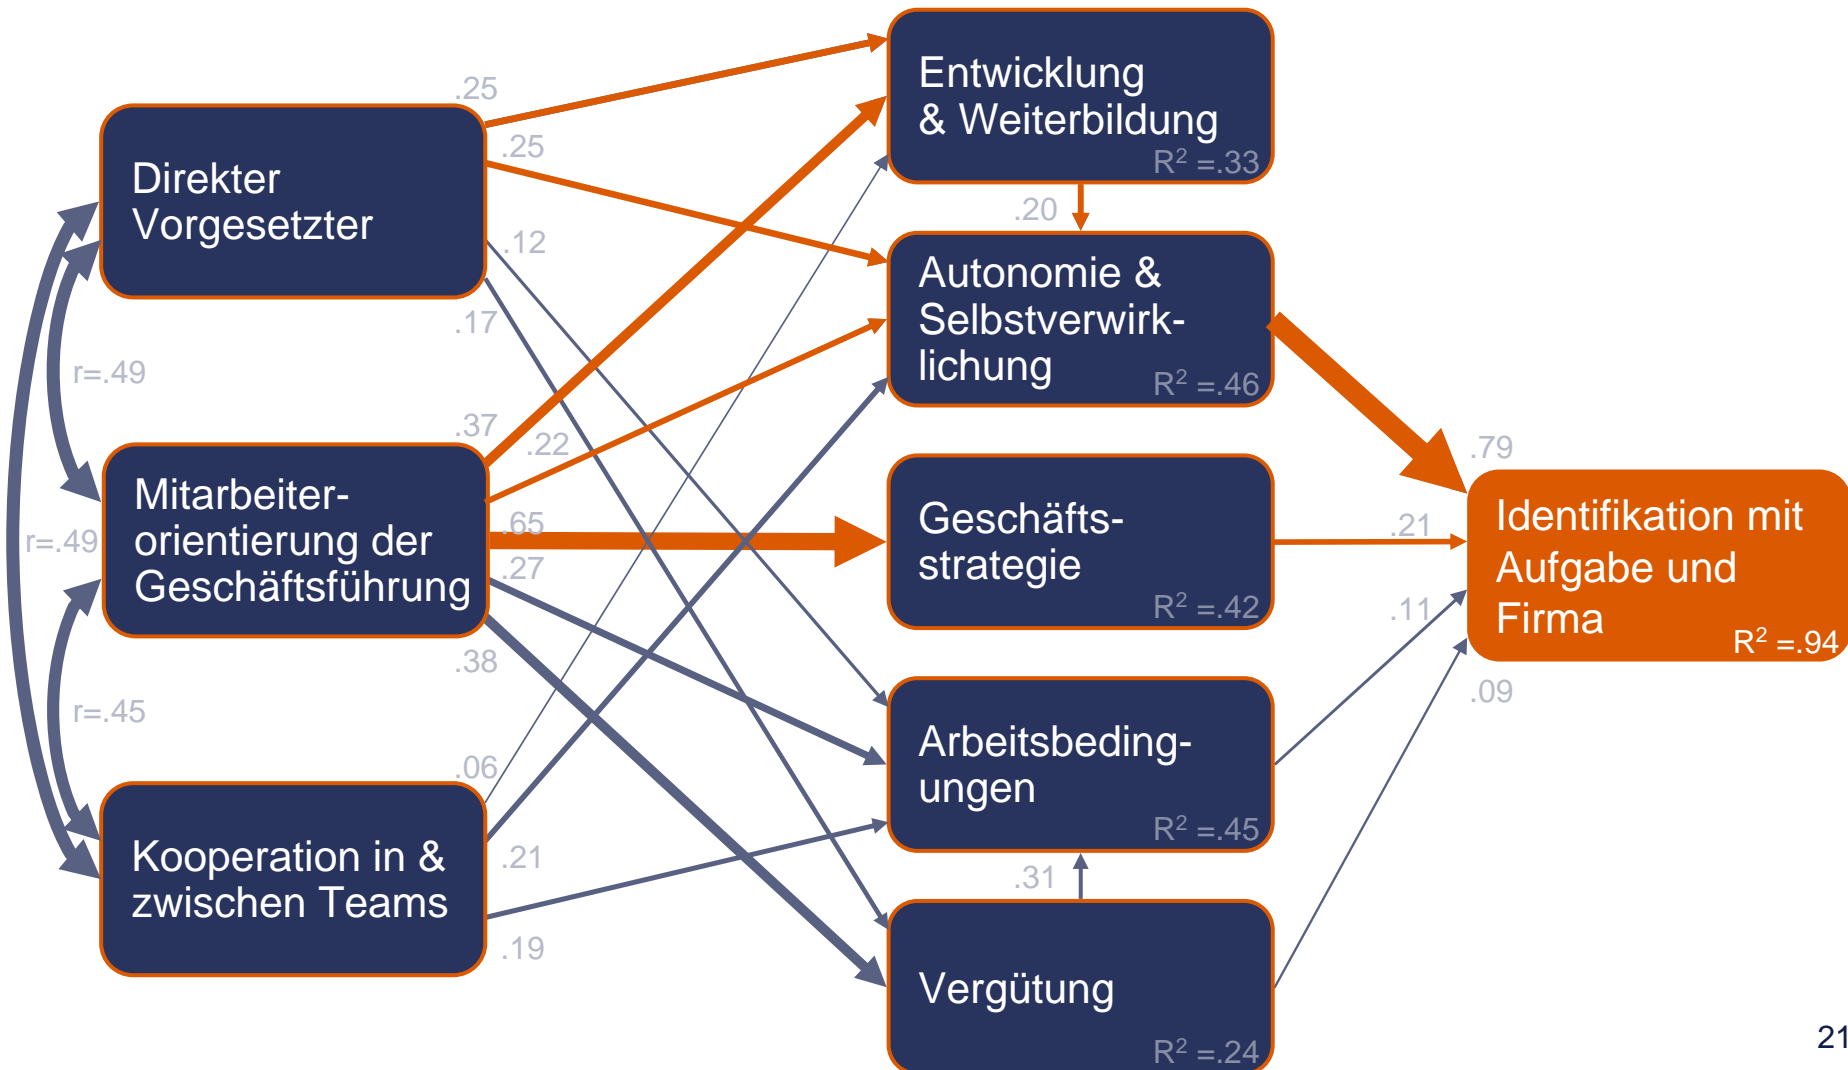 Direkter
Vorgesetzter
Mitarbeiter-
orientierung der
Geschäftsführung
Kooperation in &
zwischen Teams
r=.49
r=.49
r=.45
.25
.25
.12
.17
.37
.22
.65
.27
.38
.06
.21
.19
Entwicklung
& Weiterbildung
R² =.33
.20
Autonomie &
Selbstverwirk-
lichung
R² =.46
Geschäfts-
strategie
R² =.42
Arbeitsbeding-
ungen
R² =.45
.31
Vergütung
R² =.24
.79
.21
.11
.09
Identifikation mit
Aufgabe und
Firma
R² =.94
21